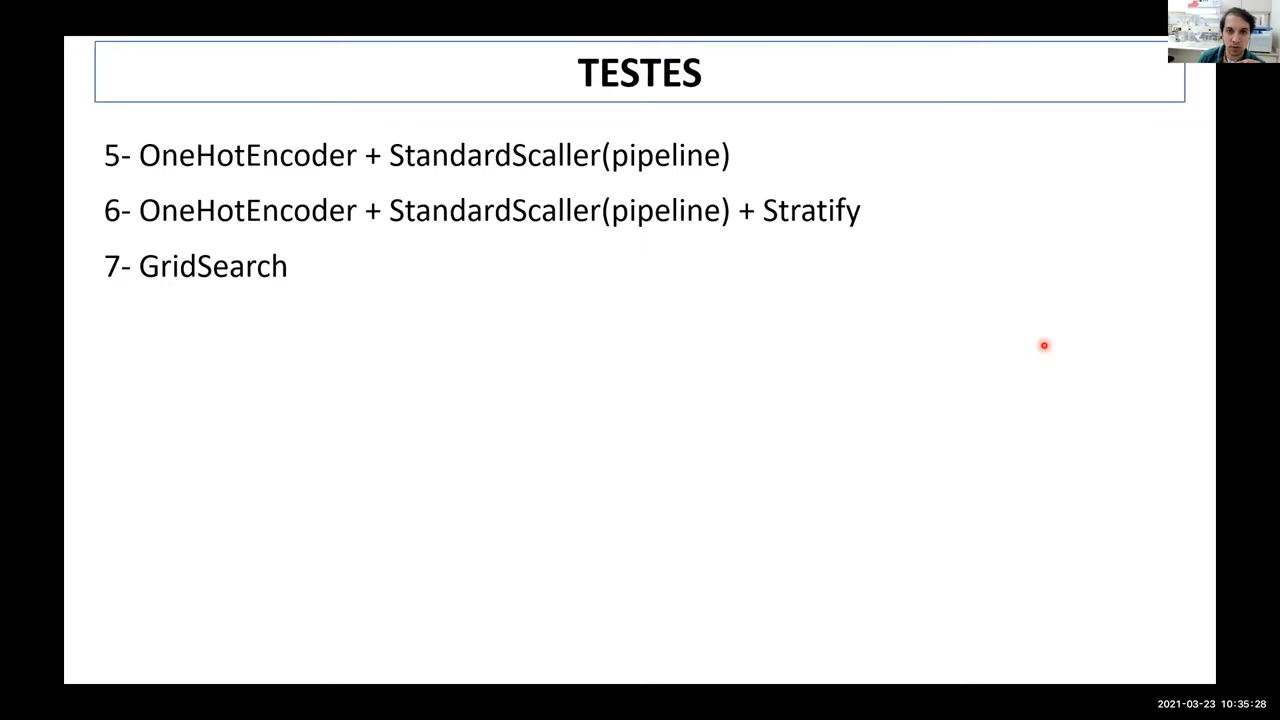 TESTES
5- OneHotEncoder + StandardScaller(pipeline)
6- OneHotEncoder + StandardScaller(pipeline) + Stratify
7- GridSearch
2021-03-23 10:35:28